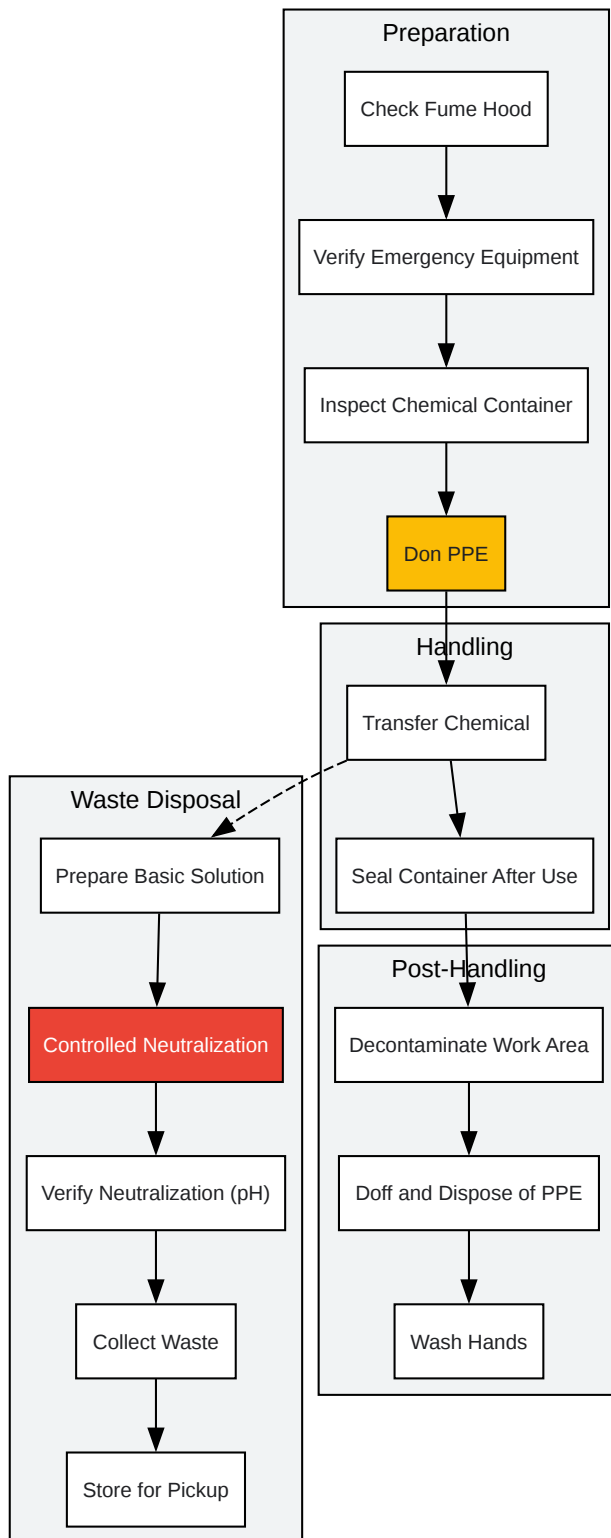 Preparation
Check Fume Hood
Verify Emergency Equipment
Inspect Chemical Container
Don PPE
Handling
Transfer Chemical
Seal Container After Use
Waste Disposal
Prepare Basic Solution
Controlled Neutralization
Verify Neutralization (pH)
Collect Waste
Store for Pickup
Post-Handling
Decontaminate Work Area
Doff and Dispose of PPE
Wash Hands